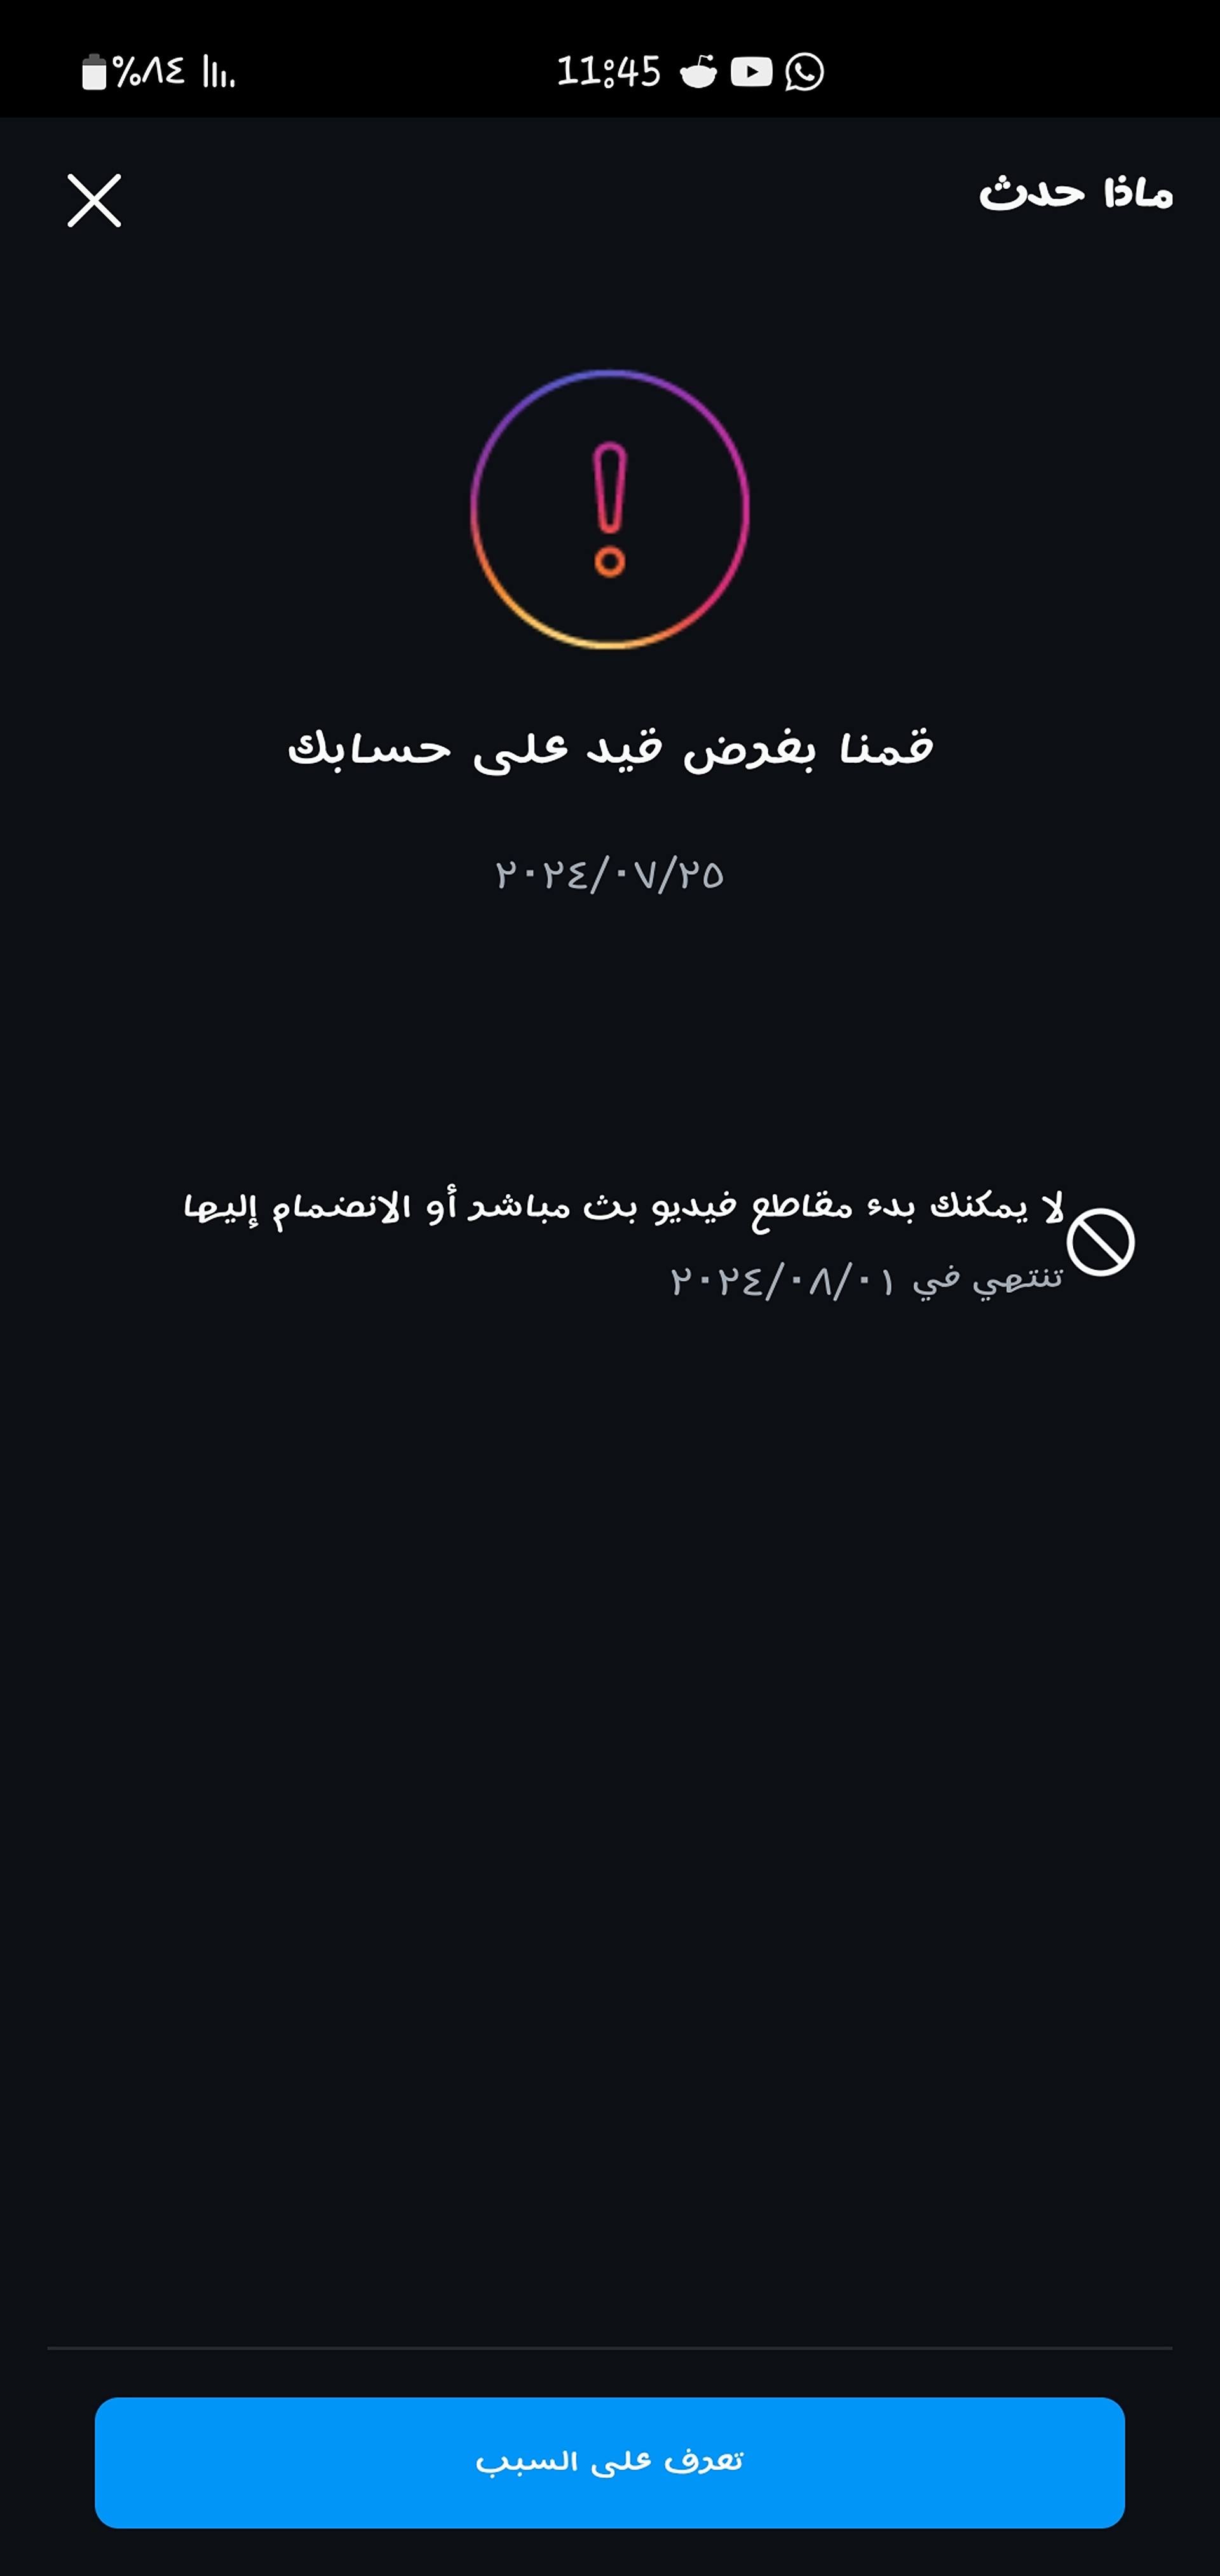 11:45
%٨٤
ماذا حدث
قمنا بفرض قيد على حسابك
٢٠٢٤/٠٧/٢٥
لا يمكنك بدء مقاطع فيديو بث مباشر أو الانضمام إليها
تنتهي في ٢٠٢٤/٠٨/٠١
تعرف على السبب